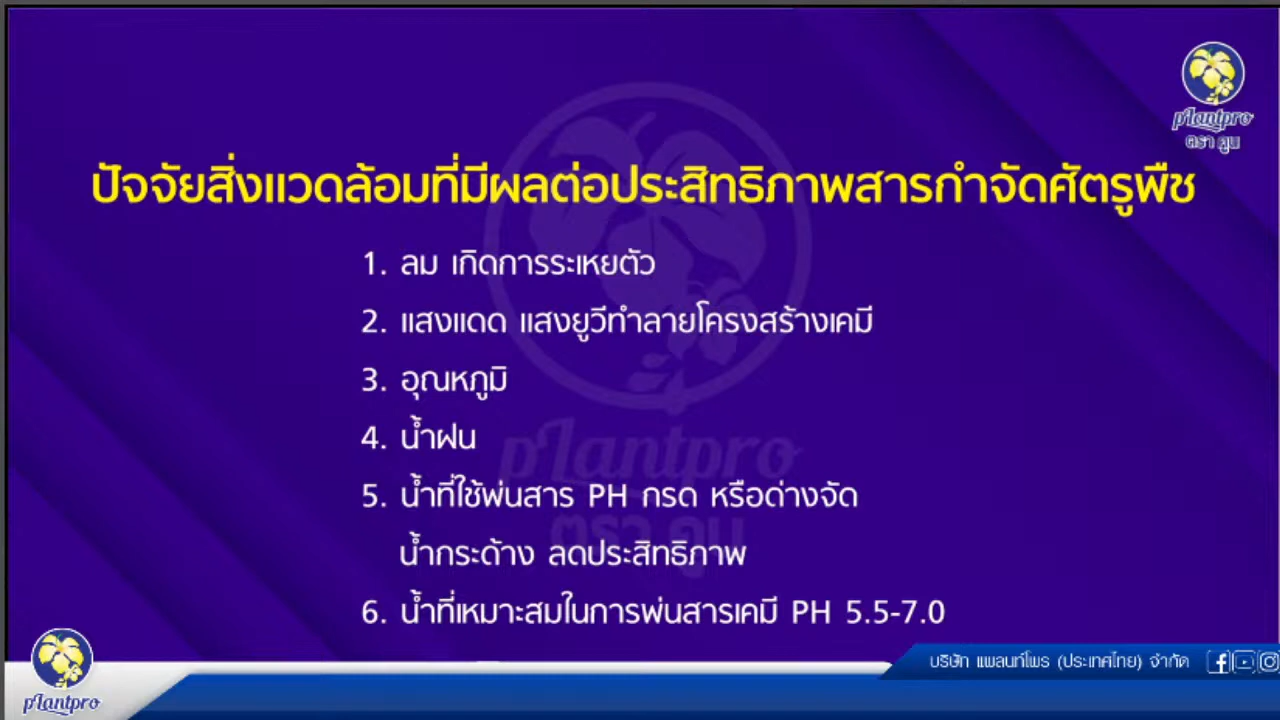 plantpro
ตรา คูน
ปัจจัยสิ่งแวดล้อมที่มีผลต่อประสิทธิภาพสารกำจัดศัตรูพืช
1. ลม เกิดการระเหยตัว
2. แสงแดด แสงยูวีทำลายโครงสร้างเคมี
3. อุณหภูมิ
4. น้ำฝน
plantpro
5. น้ำที่ใช้พ่นสาร PH กรด หรือด่างจัด
ตรา คูน
น้ำกระด้าง ลดประสิทธิภาพ
6. น้ำที่เหมาะสมในการพ่นสารเคมี PH 5.5-7.0
บริษัท แพลนท์โพร (ประเทศไทย) จำกัด
plantpro